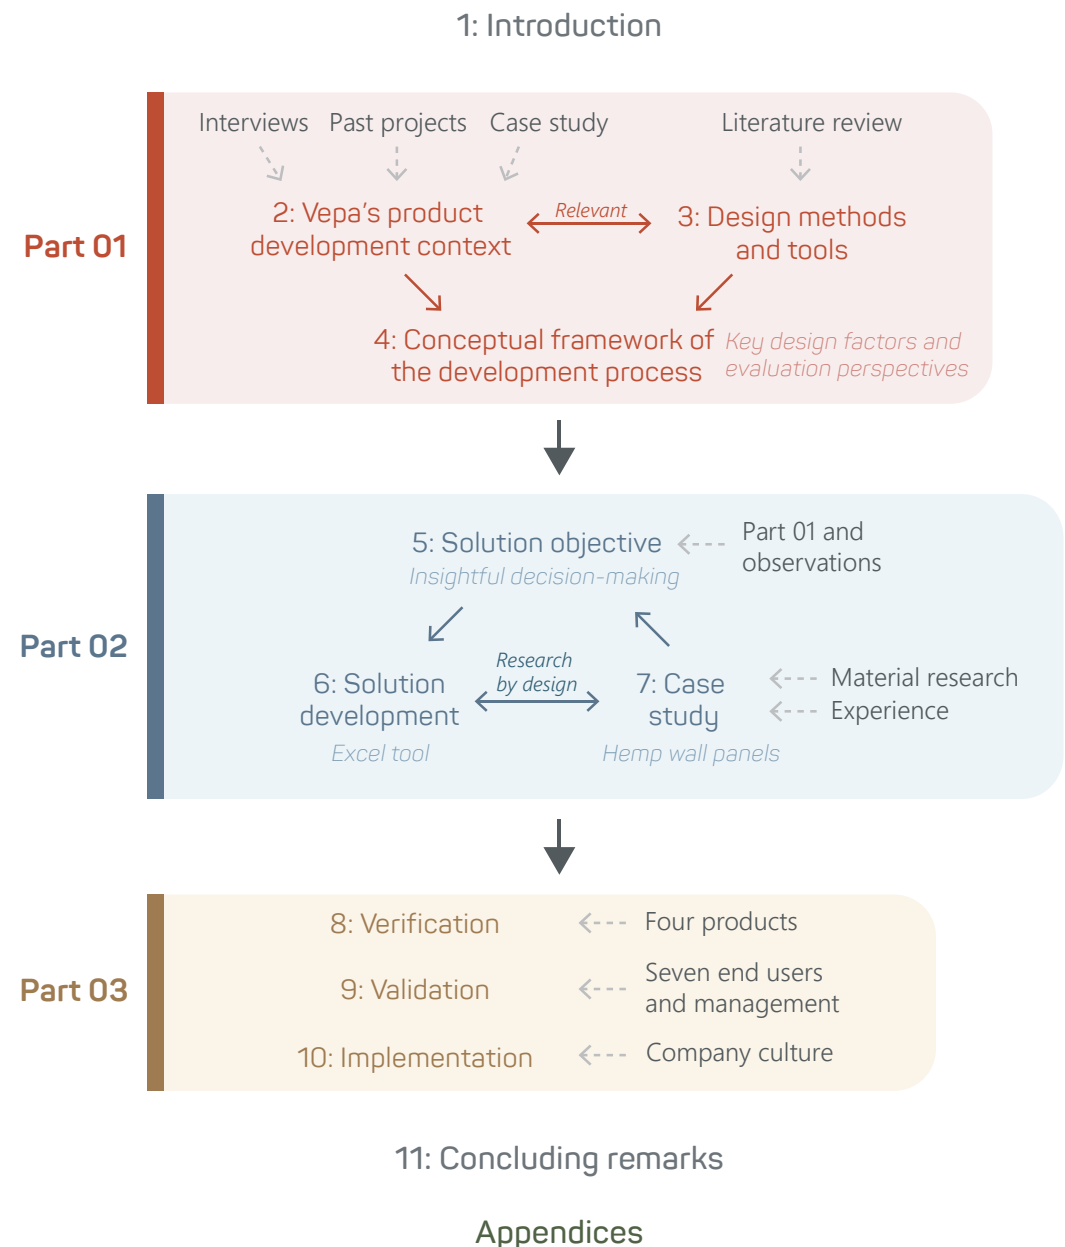 1: Introduction
Part 01
Interviews
Past projects
Case study
Literature review
2: Vepa's product
development context
Relevant
3: Design methods
and tools
4: Conceptual framework of
the development process
Key design factors and
evaluation perspectives
Part 02
5: Solution objective
Insightful decision-making
Part 01 and
observations
6: Solution
development
Excel tool
Research
by design
7: Case
study
Hemp wall panels
Material research
Experience
Part 03
8: Verification
Four products
9: Validation
Seven end users
and management
10: Implementation
Company culture
11: Concluding remarks
Appendices